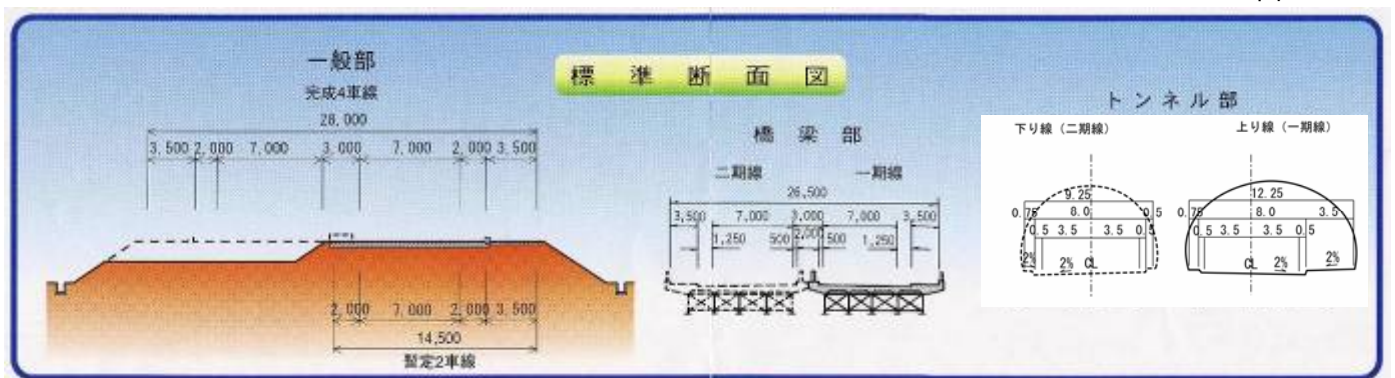 標準断面図
一般部
完成4車線
28,000
3,500 2,000 7,000 3,000 7,000 2,000 3,500
2,000 7,000 2,000 3,500
14,500
暫定2車線
橋梁部
二期線 一期線
26,500
3,500 7,000 3,000 7,000 3,500
1,250 500 2,000 500 1,250
トンネル部
下り線（二期線）
9.25
0.75 8.0 0.5
0.5 3.5 3.5 0.5
2% CL
上り線（一期線）
12.25
0.75 8.0 3.5
0.5 3.5 3.5 0.5
CL 2% 2%